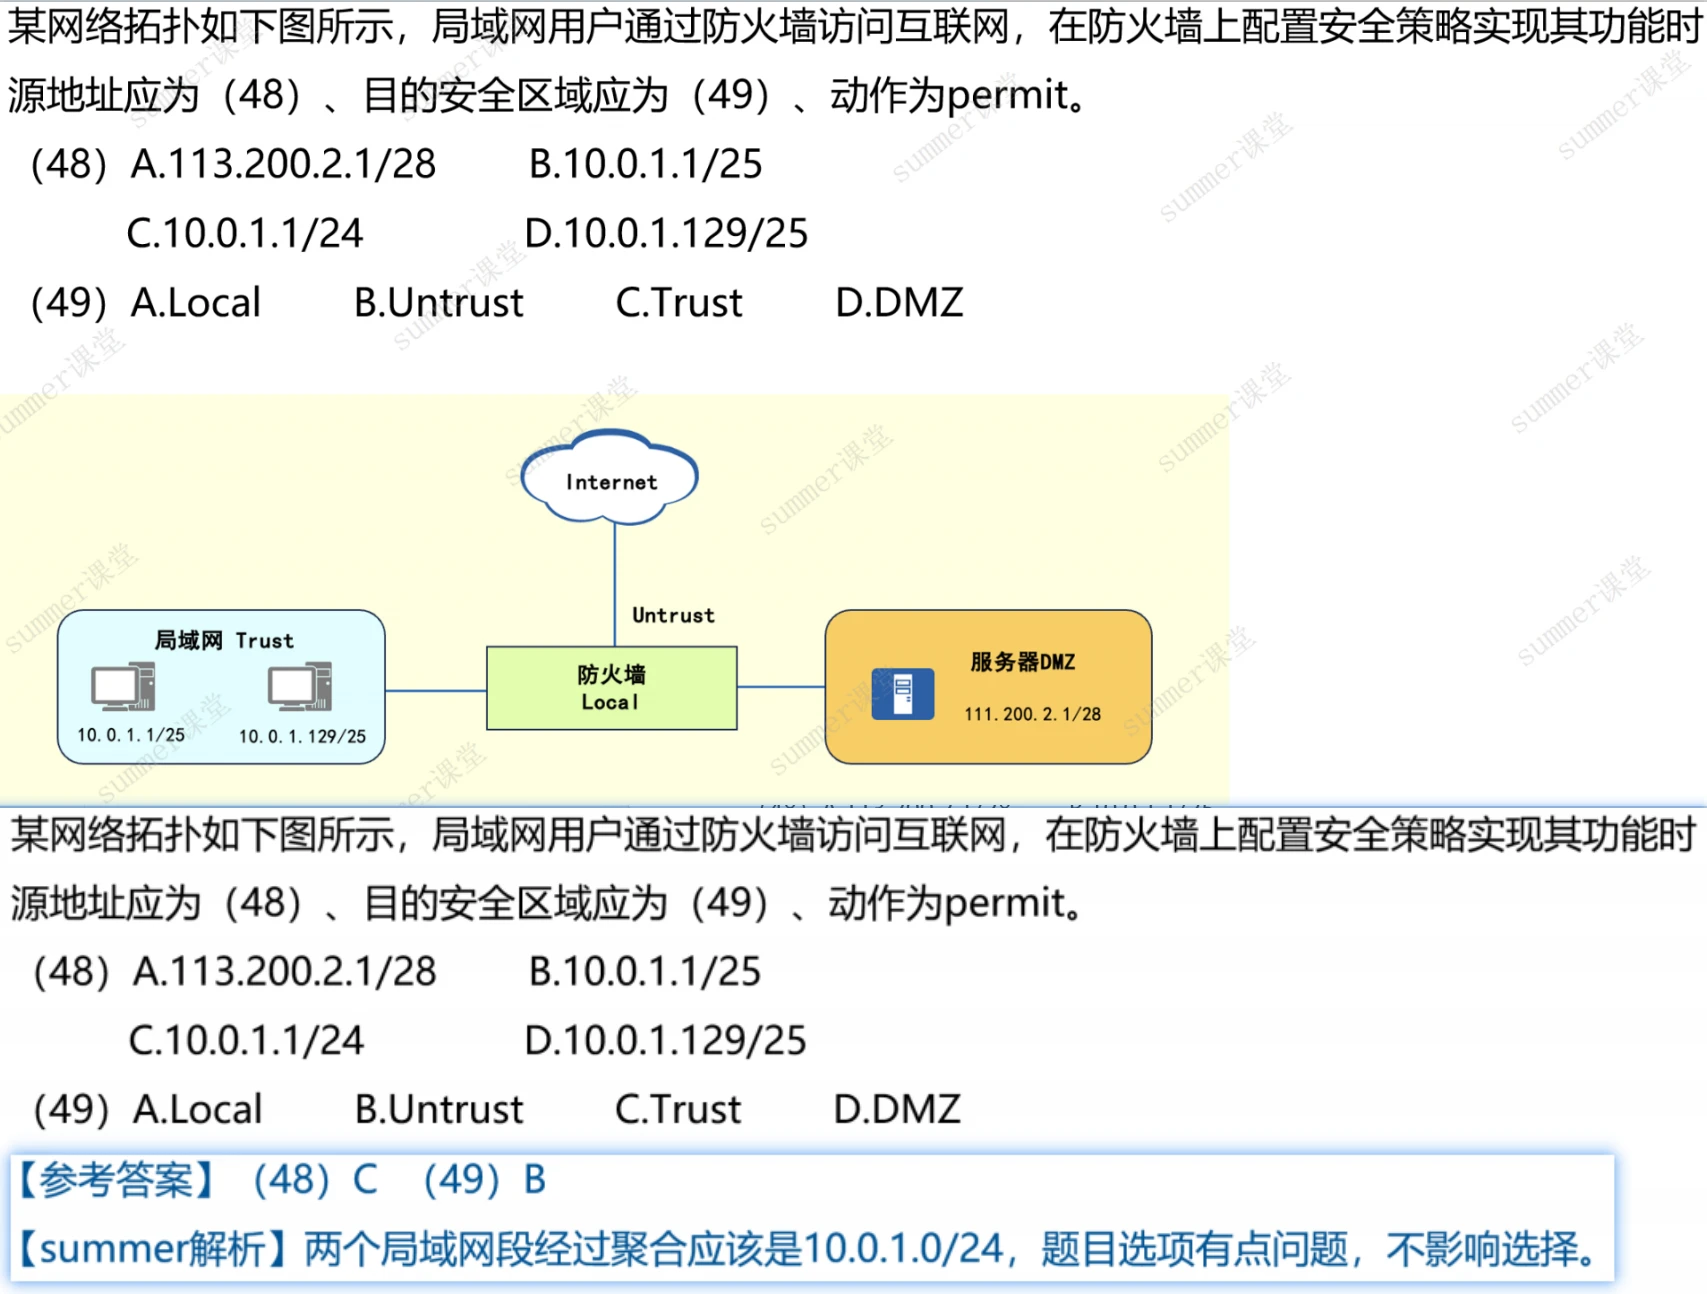 某网络拓扑如下图所示，局域网用户通过防火墙访问互联网，在防火墙上配置安全策略实现其功能时
源地址应为（48）、目的安全区域应为（49）、动作为permit。
（48）A.113.200.2.1/28 B.10.0.1.1/25
C.10.0.1.1/24 D.10.0.1.129/25
（49）A.Local B.Untrust C.Trust D.DMZ
Internet
Untrust
局域网 Trust
10.0.1.1/25 10.0.1.129/25
防火墙
Local
服务器DMZ
111.200.2.1/28
某网络拓扑如下图所示，局域网用户通过防火墙访问互联网，在防火墙上配置安全策略实现其功能时
源地址应为（48）、目的安全区域应为（49）、动作为permit。
（48）A.113.200.2.1/28 B.10.0.1.1/25
C.10.0.1.1/24 D.10.0.1.129/25
（49）A.Local B.Untrust C.Trust D.DMZ
【参考答案】（48）C （49）B
【summer解析】两个局域网段经过聚合应该是10.0.1.0/24，题目选项有点问题，不影响选择。
summer课堂